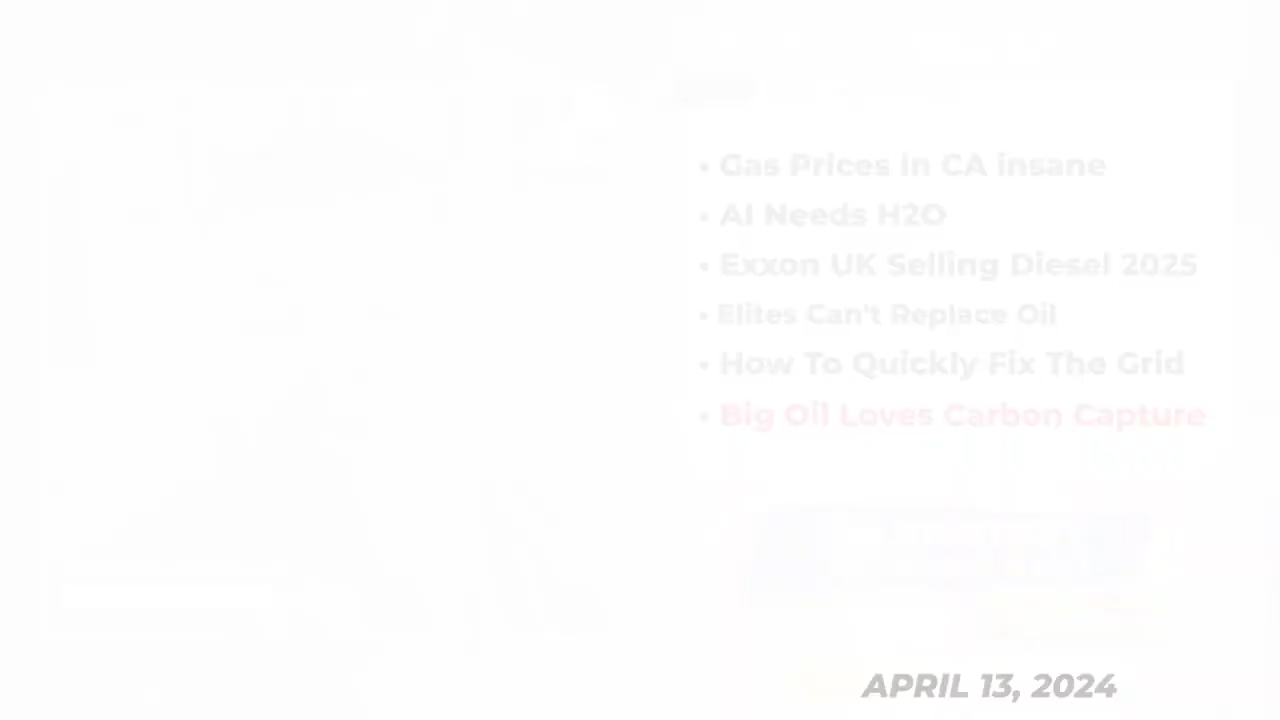 • Gas Prices in CA insane
• AI Needs H2O
• Exxon UK Selling Diesel 2025
• Elites Can't Replace Oil
• How To Quickly Fix The Grid
• Big Oil Loves Carbon Capture
APRIL 13, 2024